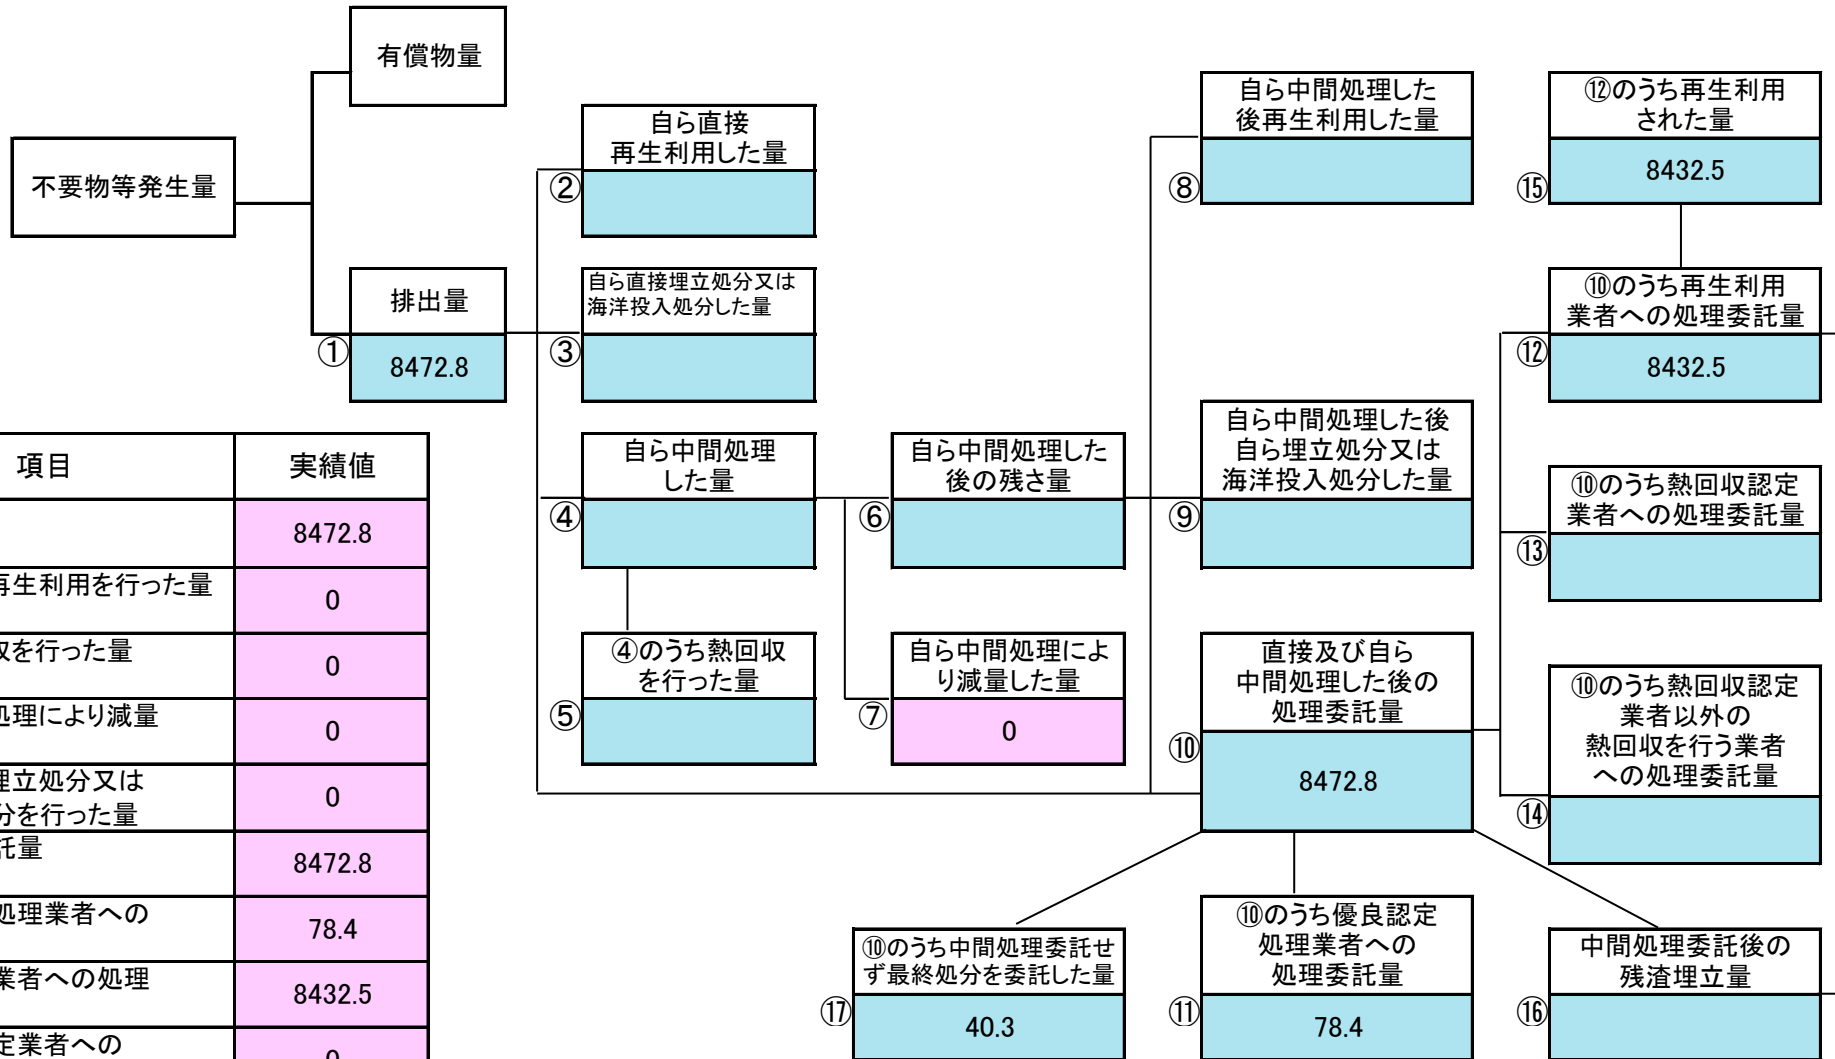 有償物量
不要物等発生量
排出量
①
8472.8
自ら直接
再生利用した量
②
自ら直接埋立処分又は
海洋投入処分した量
③
自ら中間処理
した量
④
④のうち熱回収
を行った量
⑤
自ら中間処理した
後の残さ量
⑥
自ら中間処理によ
り減量した量
⑦
0
自ら中間処理した
後再生利用した量
⑧
自ら中間処理した後
自ら埋立処分又は
海洋投入処分した量
⑨
直接及び自ら
中間処理した後の
処理委託量
⑩
8472.8
⑫のうち再生利用
された量
⑮
8432.5
⑩のうち再生利用
業者への処理委託量
⑫
8432.5
⑩のうち熱回収認定
業者への処理委託量
⑬
⑩のうち熱回収認定
業者以外の
熱回収を行う業者
への処理委託量
⑭
⑩のうち中間処理委託せ
ず最終処分を委託した量
⑰
40.3
⑩のうち優良認定
処理業者への
処理委託量
⑪
78.4
中間処理委託後の
残渣埋立量
⑯
項目
実績値
8472.8
再生利用を行った量
0
収を行った量
0
処理により減量
0
埋立処分又は
分を行った量
0
託量
8472.8
処理業者への
78.4
業者への処理
8432.5
定業者への
0